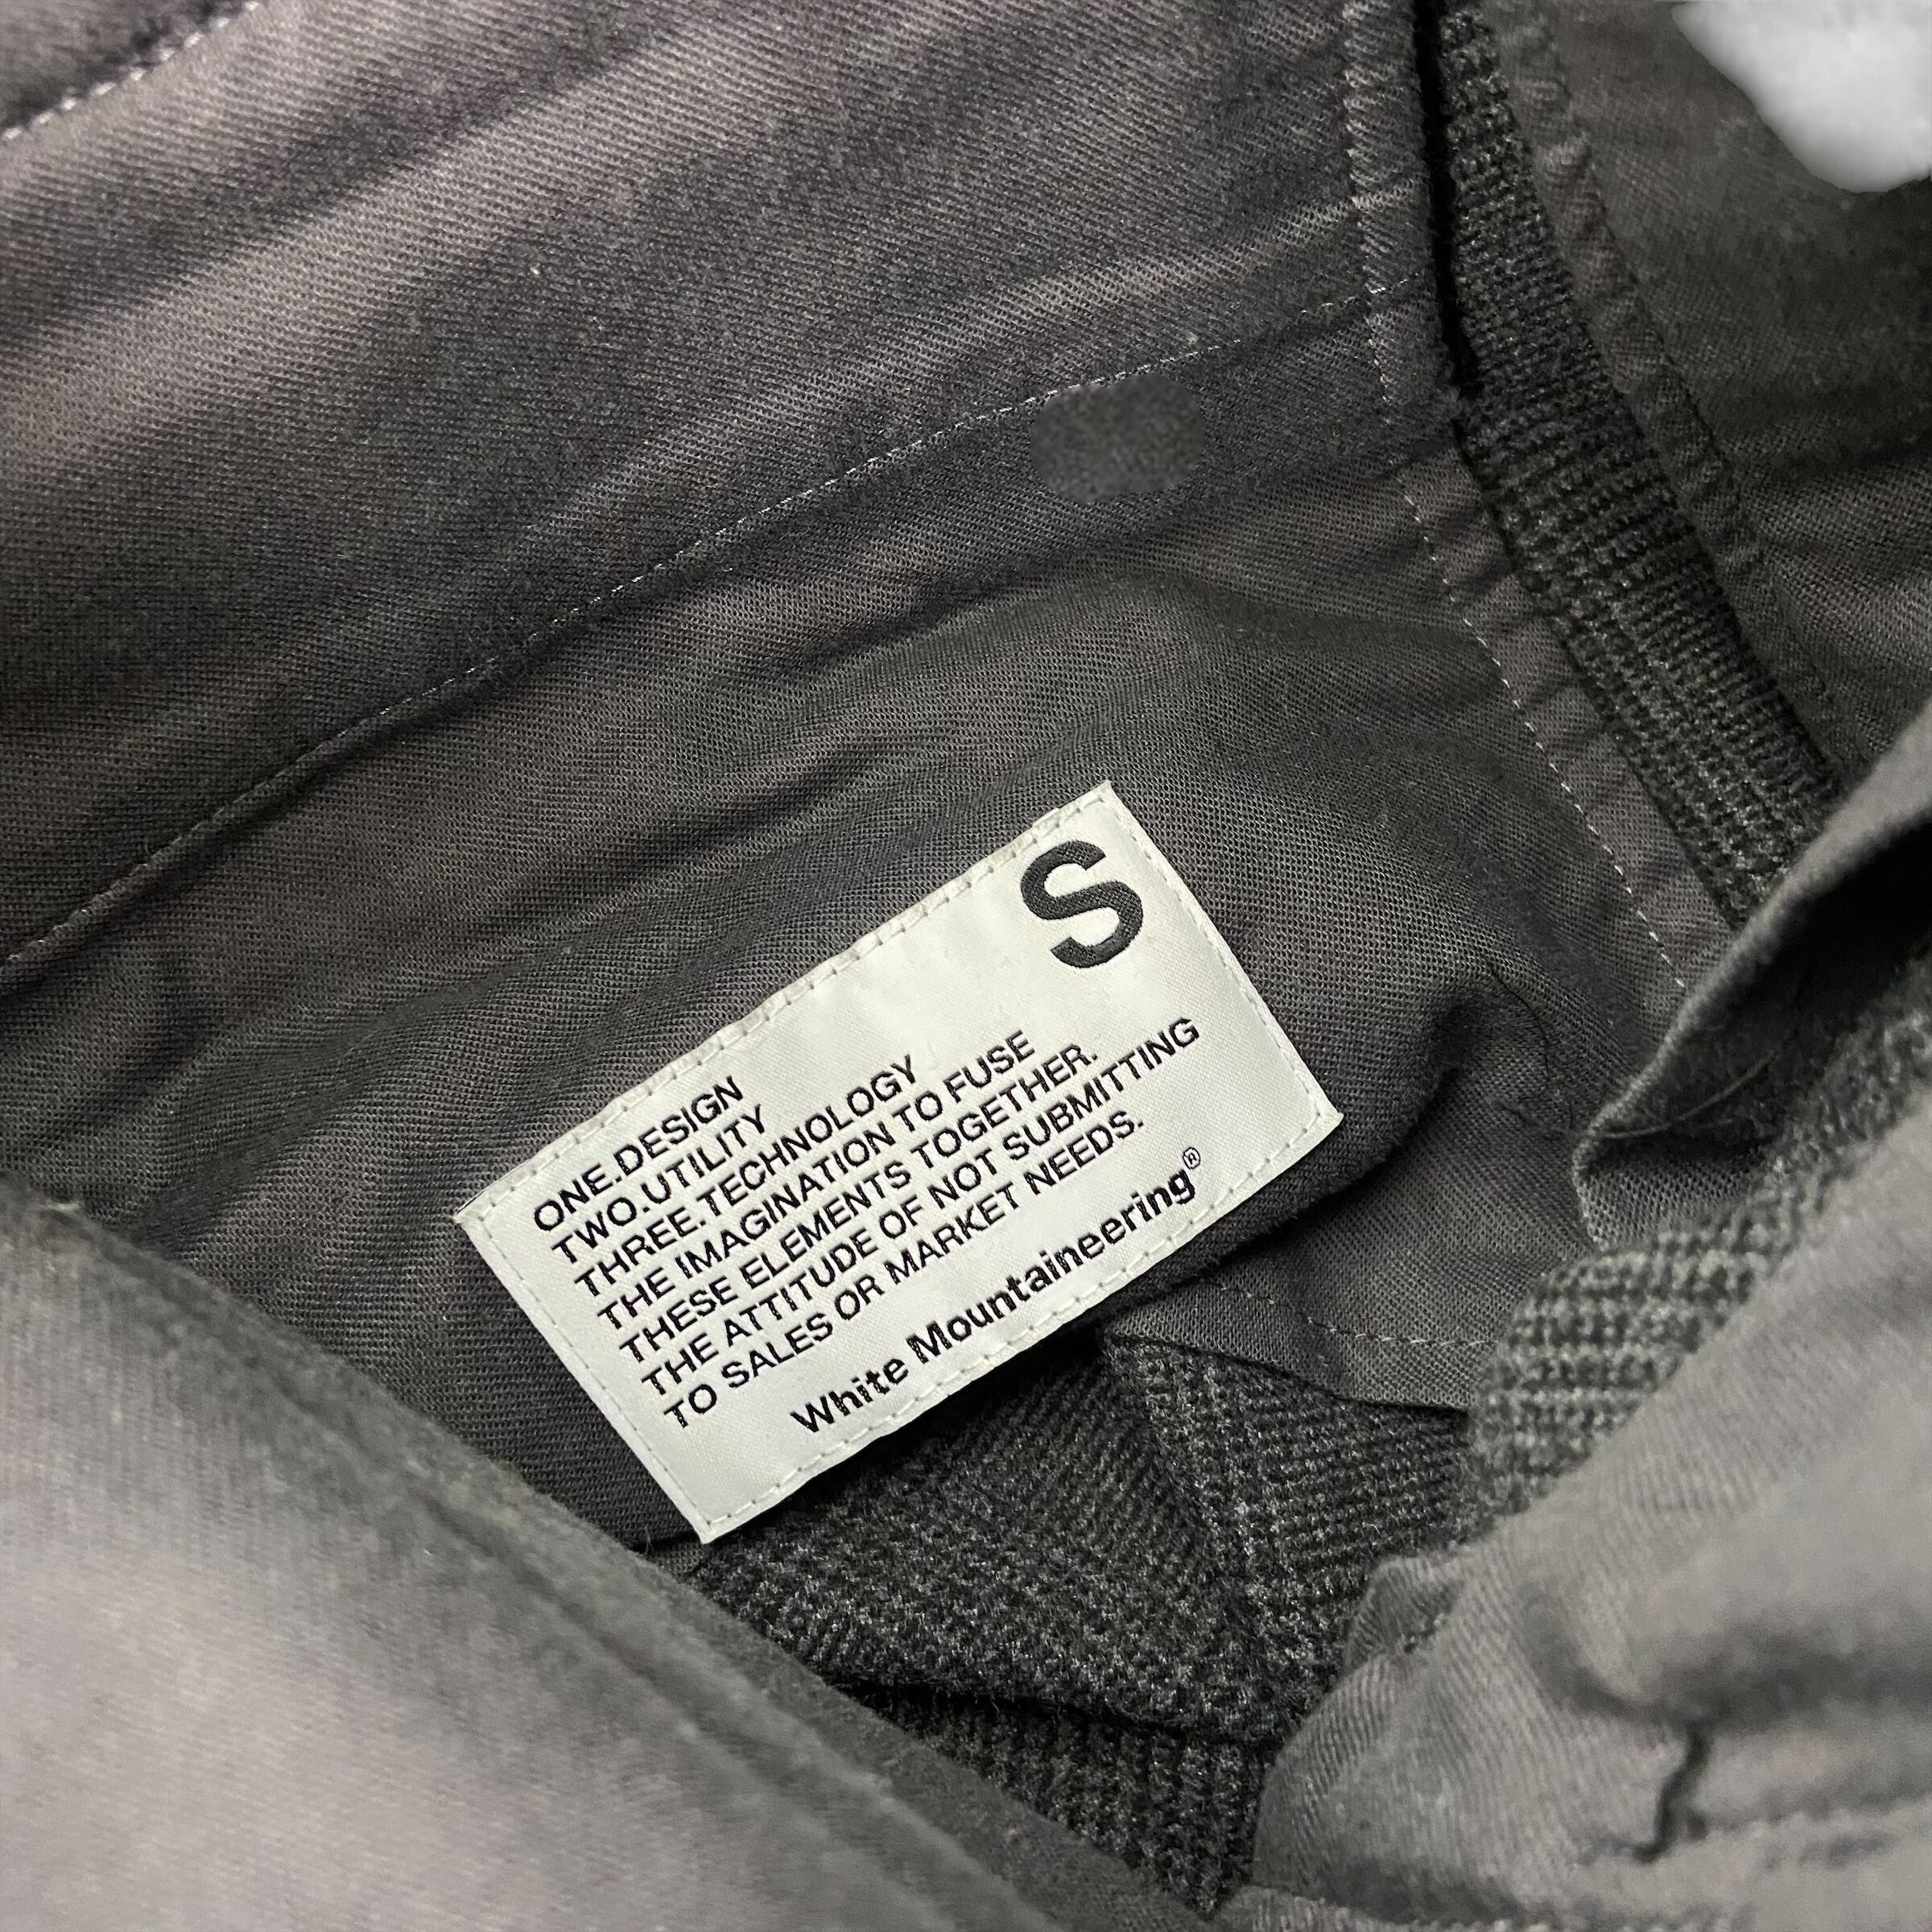 S
ONE.DESIGN
TWO.UTILITY
THREE.TECHNOLOGY
THE IMAGINATION TO FUSE
THESE ELEMENTS TOGETHER.
THE ATTITUDE OF NOT SUBMITTING
TO SALES OR MARKET NEEDS.
White Mountaineering®